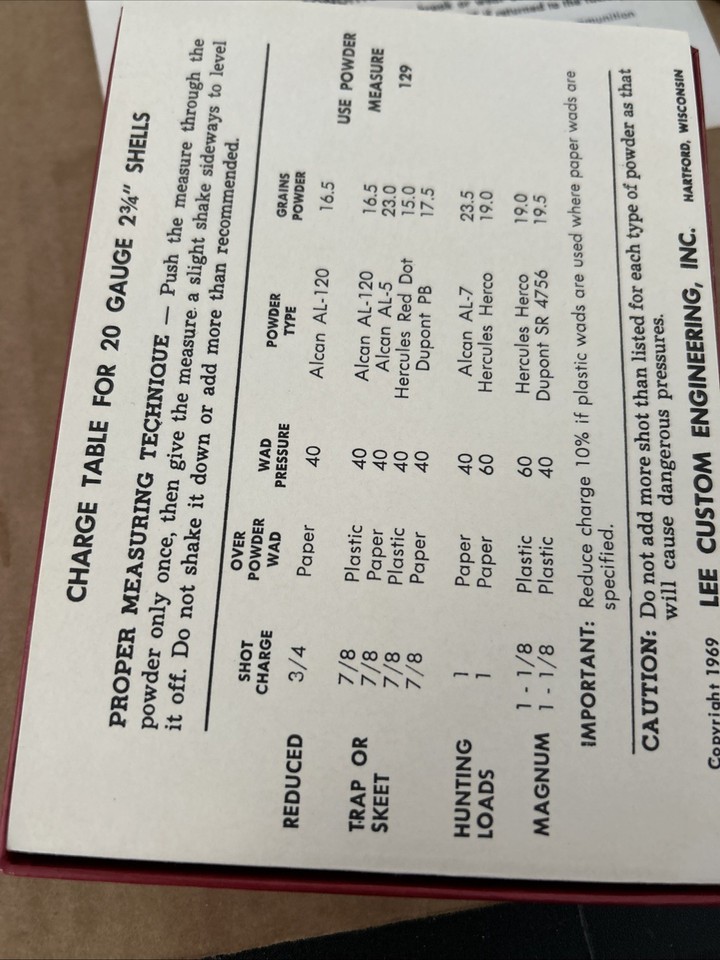 CHARGE TABLE FOR 20 GAUGE 2¾" SHELLS
PROPER MEASURING TECHNIQUE — Push the measure through the
powder only once, then give the measure a slight shake sideways to level
it off. Do not shake it down or add more than recommended.
SHOT CHARGE OVER POWDER WAD WAD PRESSURE POWDER TYPE GRAINS POWDER USE POWDER MEASURE
REDUCED 3/4 Paper 40 Alcan AL-120 16.5 129
TRAP OR SKEET 7/8 Plastic 40 Alcan AL-120 16.5
7/8 Paper 40 Alcan AL-5 23.0
7/8 Plastic 40 Hercules Red Dot 15.0
7/8 Paper 40 Dupont PB 17.5
HUNTING LOADS 1 Paper 40 Alcan AL-7 23.5
1 Paper 60 Hercules Herco 19.0
MAGNUM 1 - 1/8 Plastic 60 Hercules Herco 19.0
1 - 1/8 Plastic 40 Dupont SR 4756 19.5
IMPORTANT: Reduce charge 10% if plastic wads are used where paper wads are
specified.
CAUTION: Do not add more shot than listed for each type of powder as that
will cause dangerous pressures.
Copyright 1969 LEE CUSTOM ENGINEERING, INC. HARTFORD, WISCONSIN